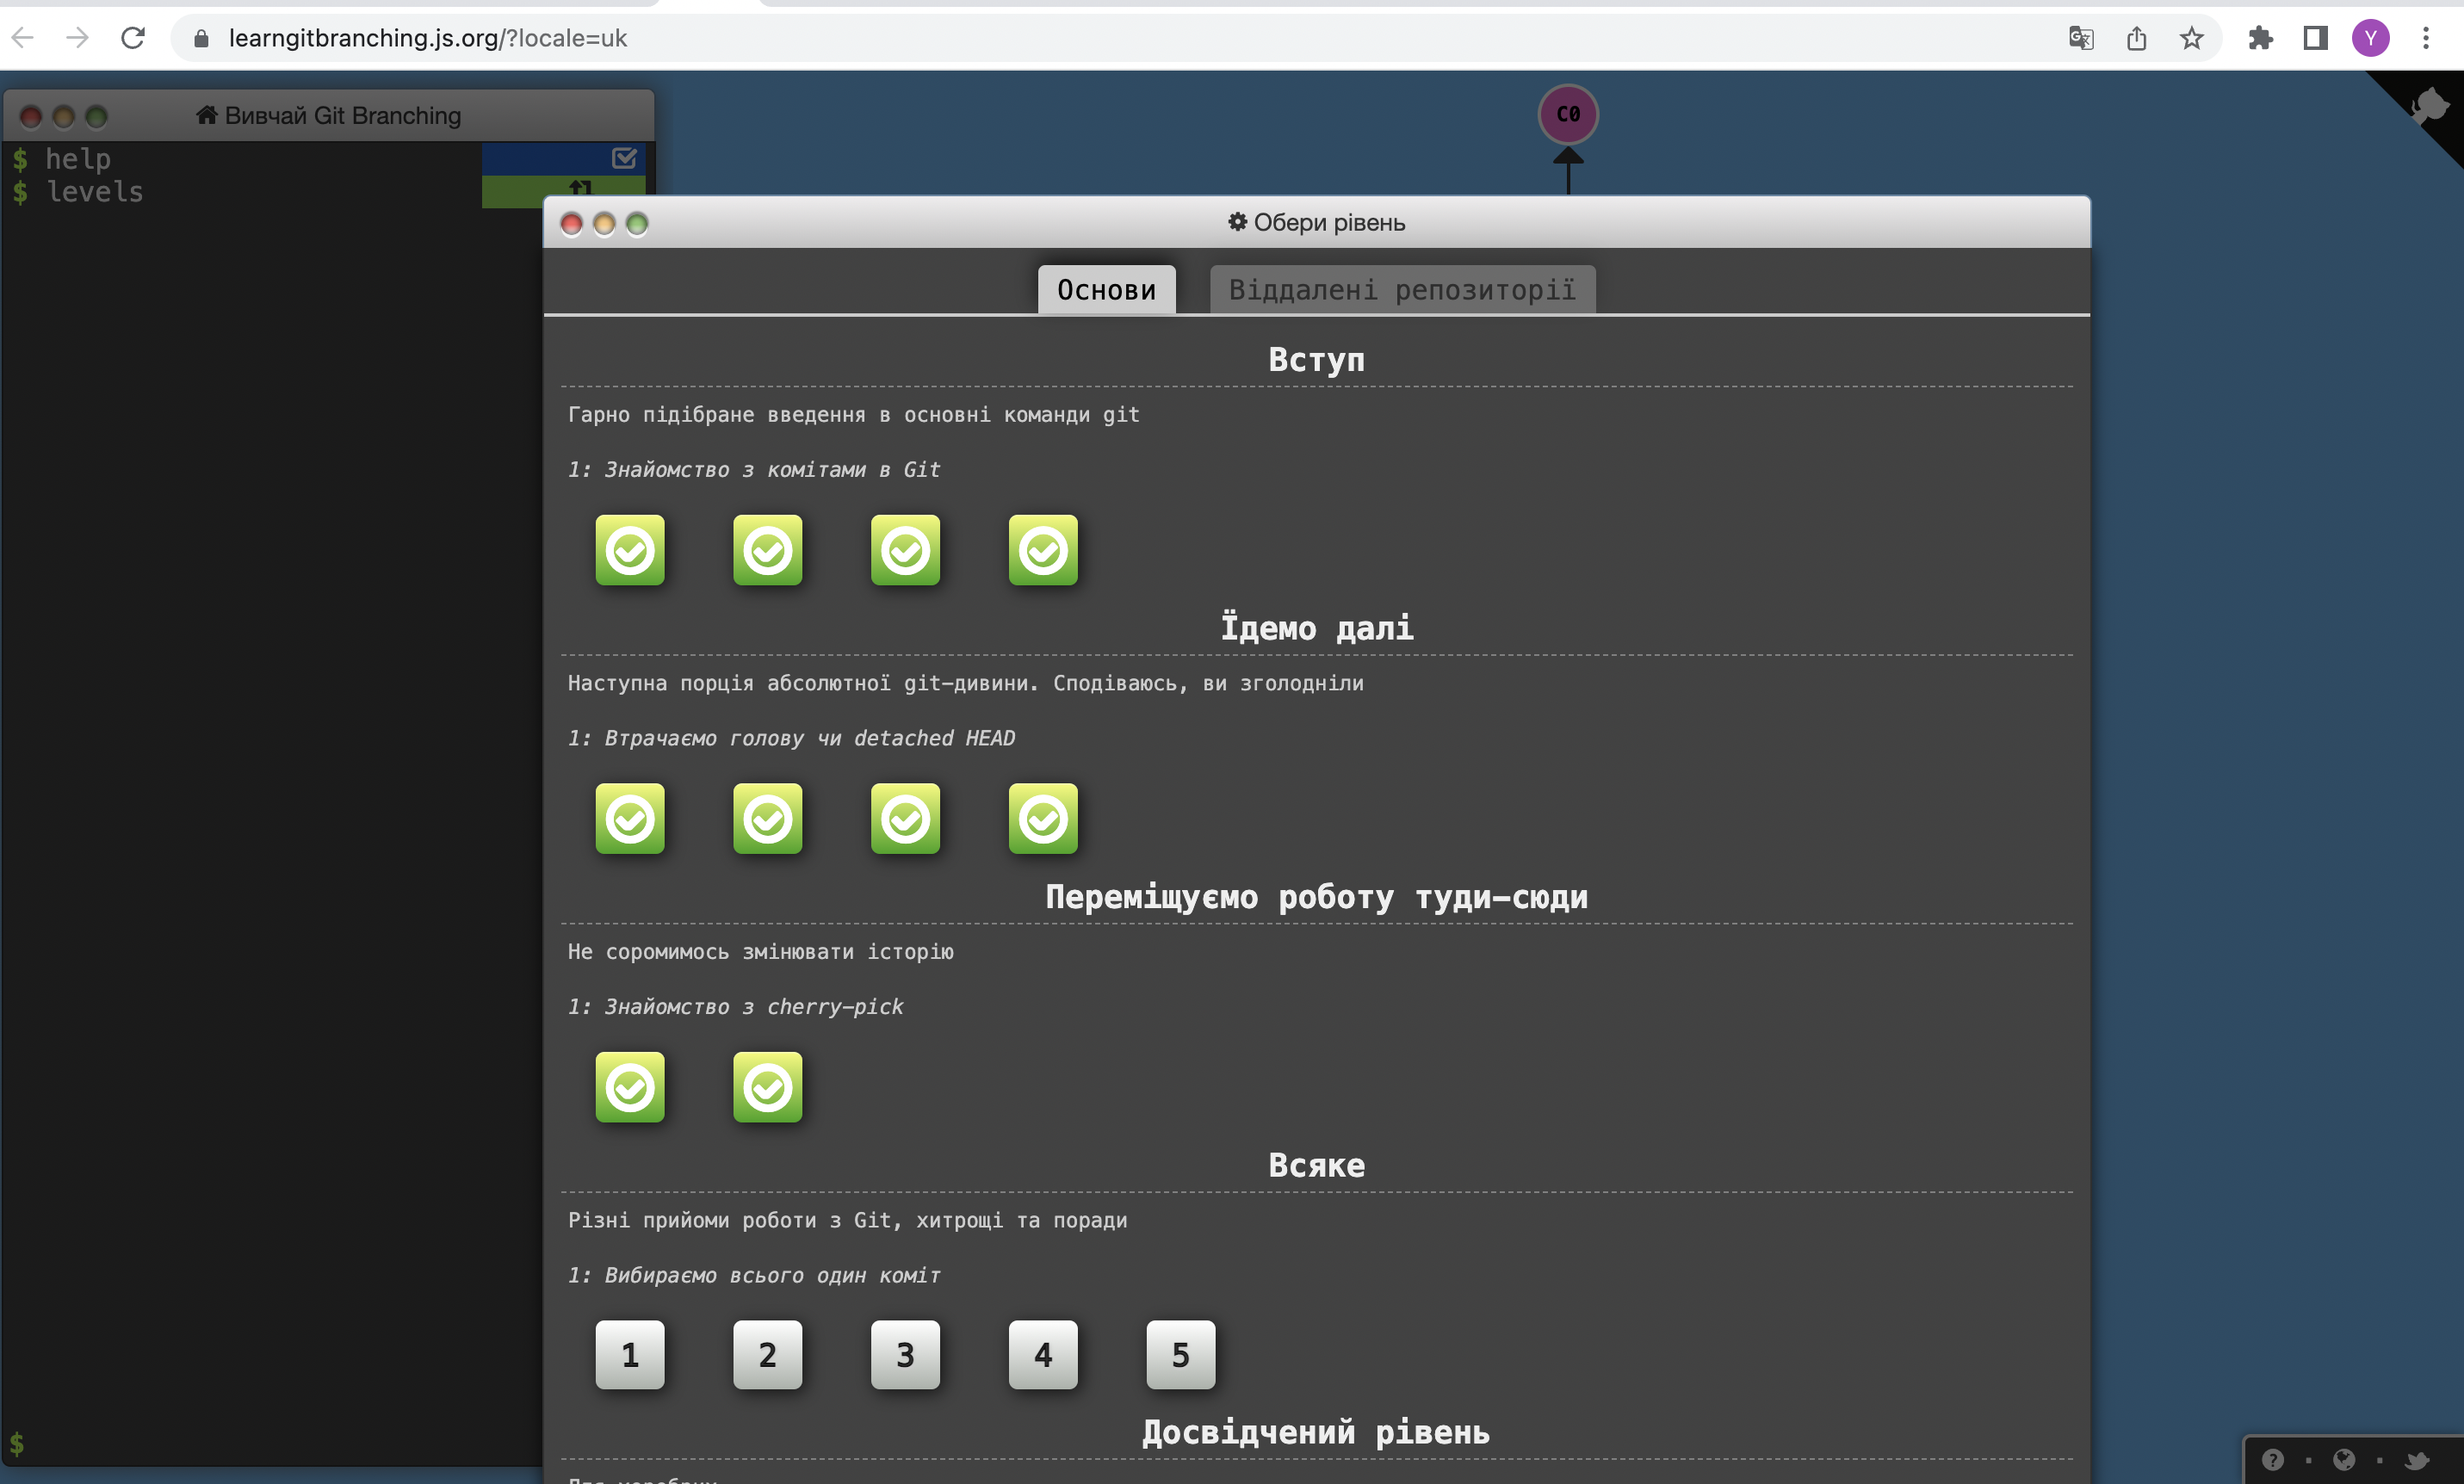 learngitbranching.js.org/?locale=uk
Y
Вивчай Git Branching
$ help
$ levels
C0
Обери рівень
Основи
Віддалені репозиторії
Вступ
Гарно підібране введення в основні команди git
1: Знайомство з комітами в Git
Їдемо далі
Наступна порція абсолютної git-дивини. Сподіваюсь, ви зголодніли
1: Втрачаємо голову чи detached HEAD
Переміщуємо роботу туди-сюди
Не соромимось змінювати історію
1: Знайомство з cherry-pick
Всяке
Різні прийоми роботи з Git, хитрощі та поради
1: Вибираємо всього один коміт
1 2 3 4 5
Досвідчений рівень
$